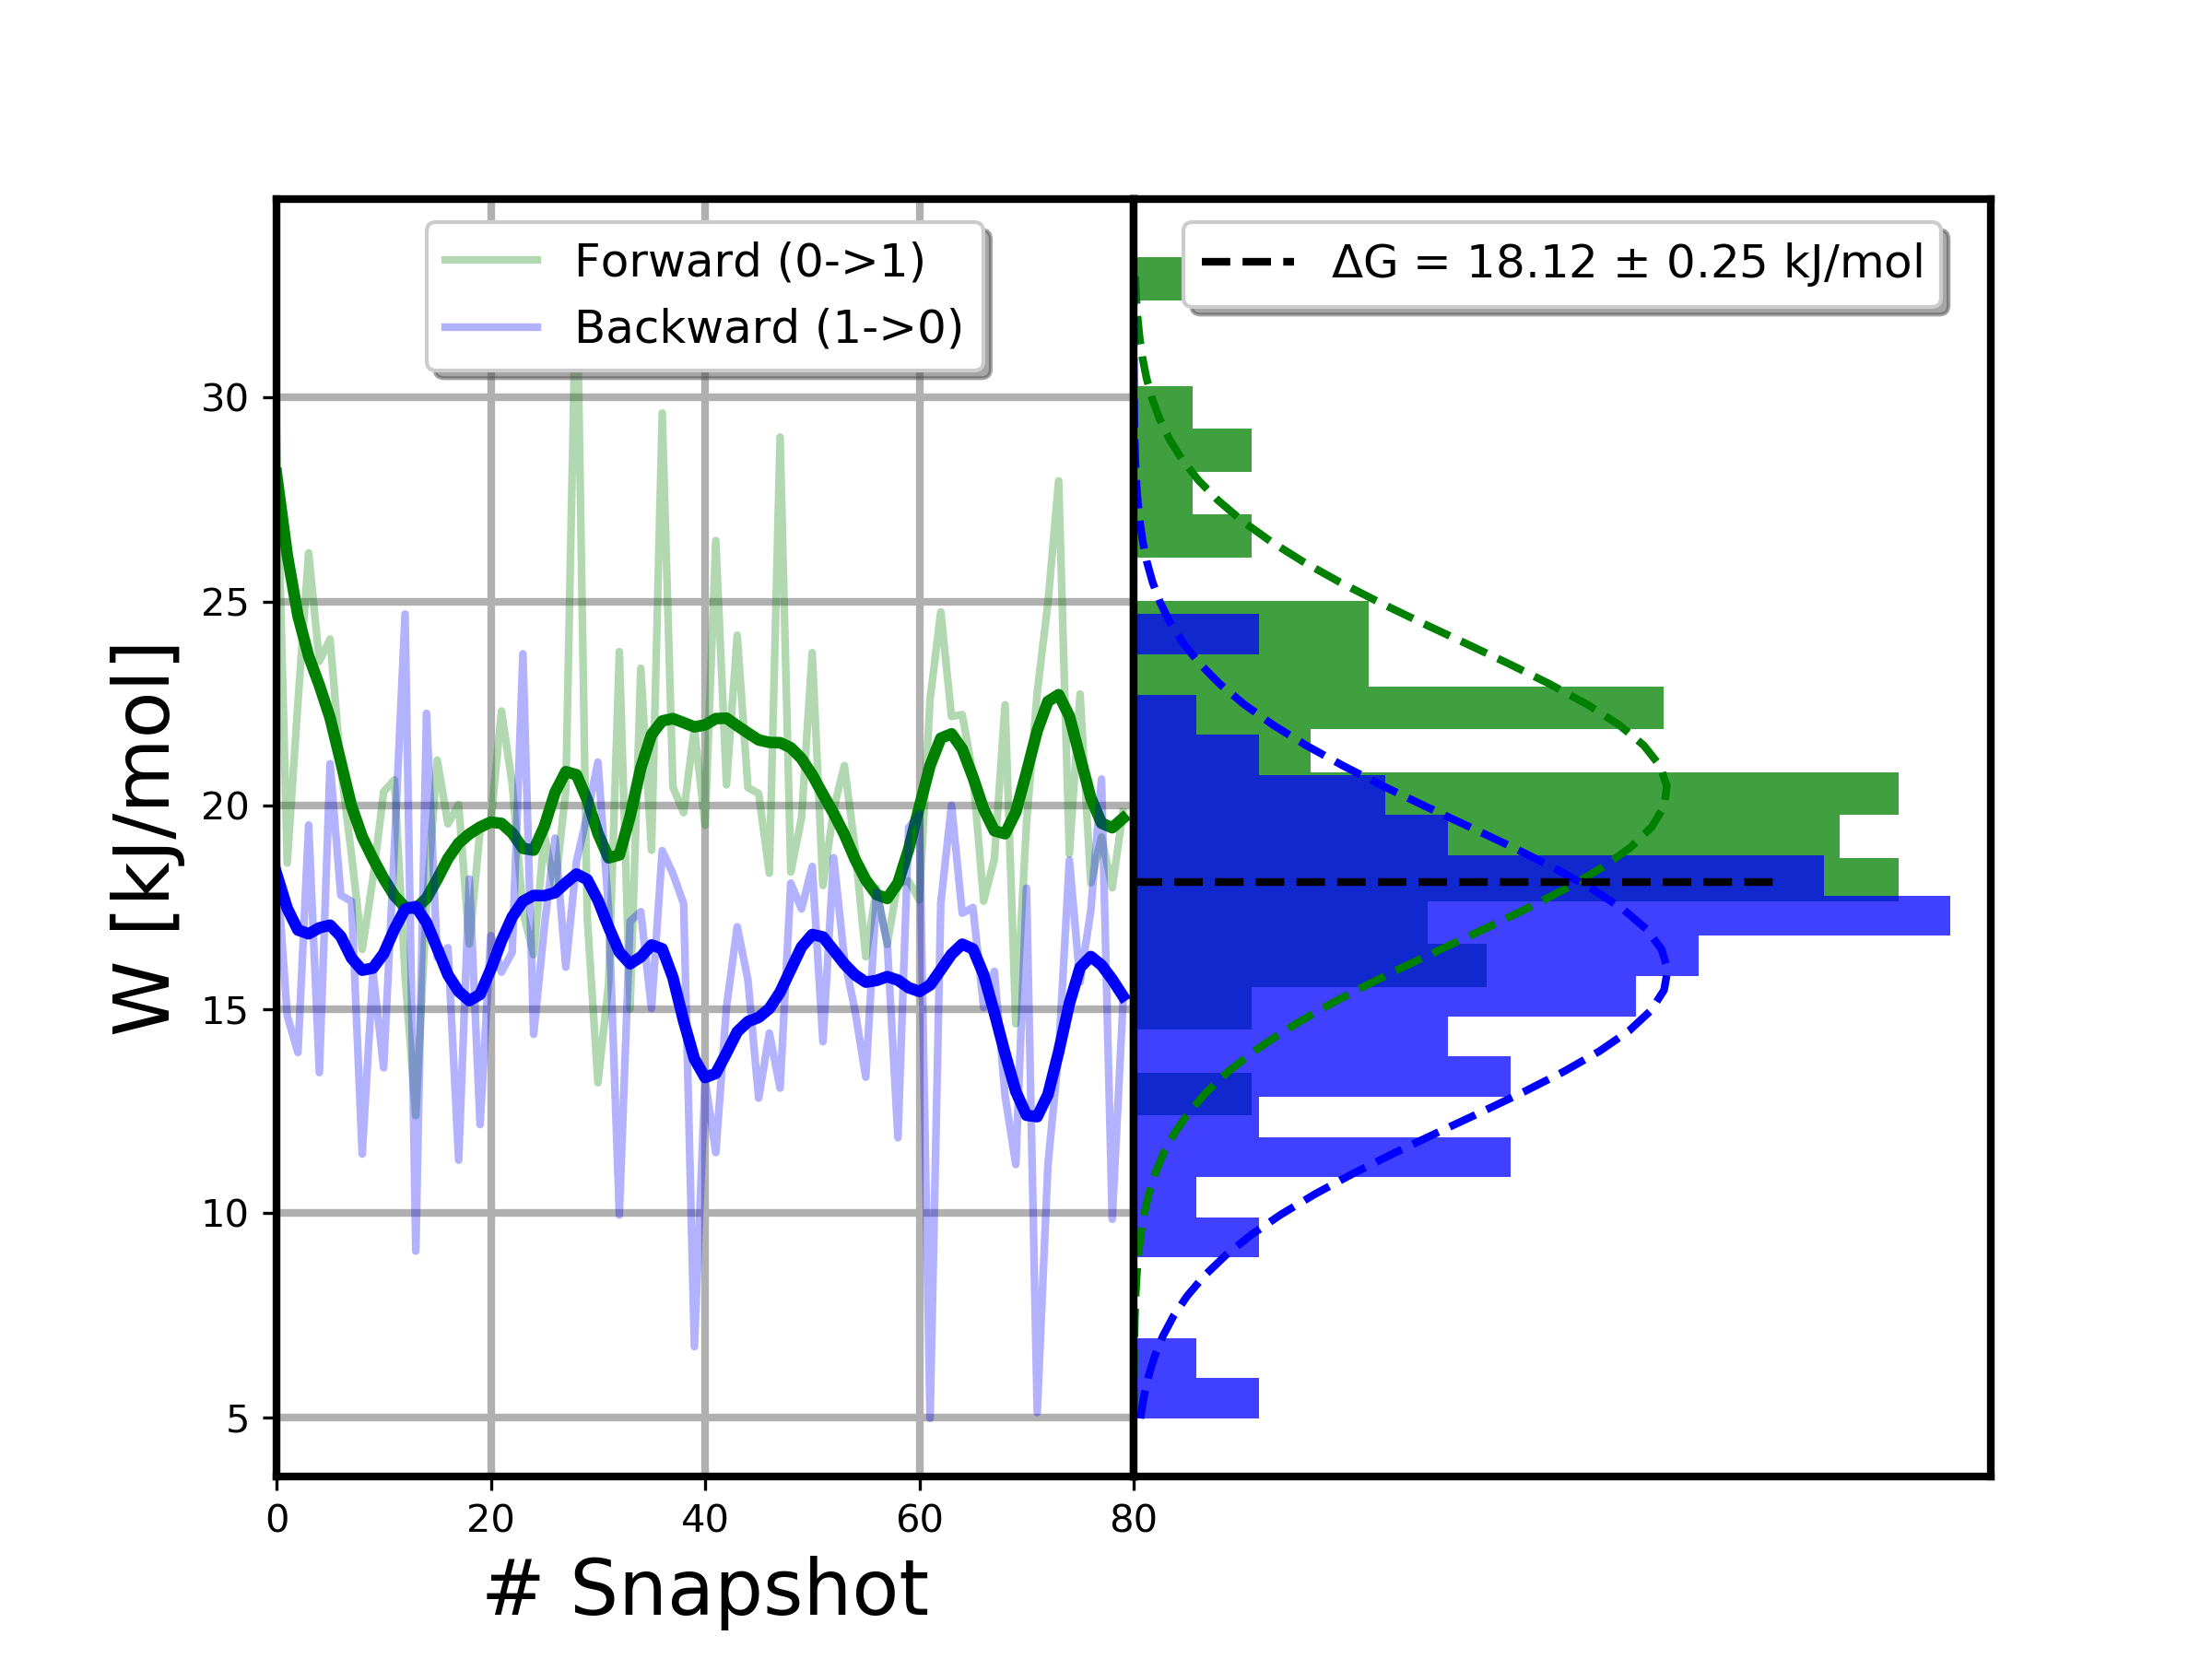 Forward (0->1)
Backward (1->0)
ΔG = 18.12 ± 0.25 kJ/mol
30
25
20
15
10
5
W [kJ/mol]
0 20 40 60 80
# Snapshot